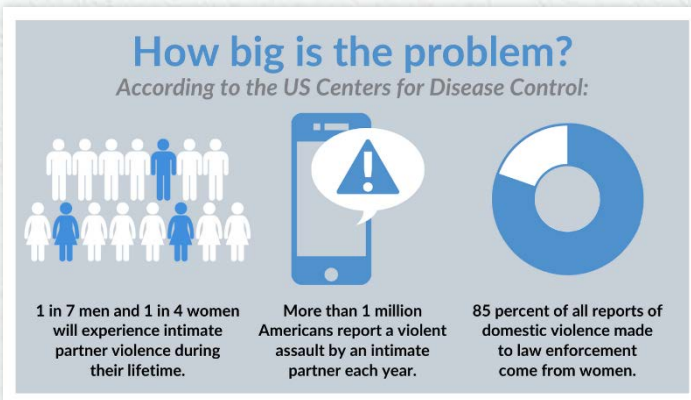 How big is the problem?
According to the US Centers for Disease Control:
1 in 7 men and 1 in 4 women
will experience intimate
partner violence during
their lifetime.
More than 1 million
Americans report a violent
assault by an intimate
partner each year.
85 percent of all reports of
domestic violence made
to law enforcement
come from women.